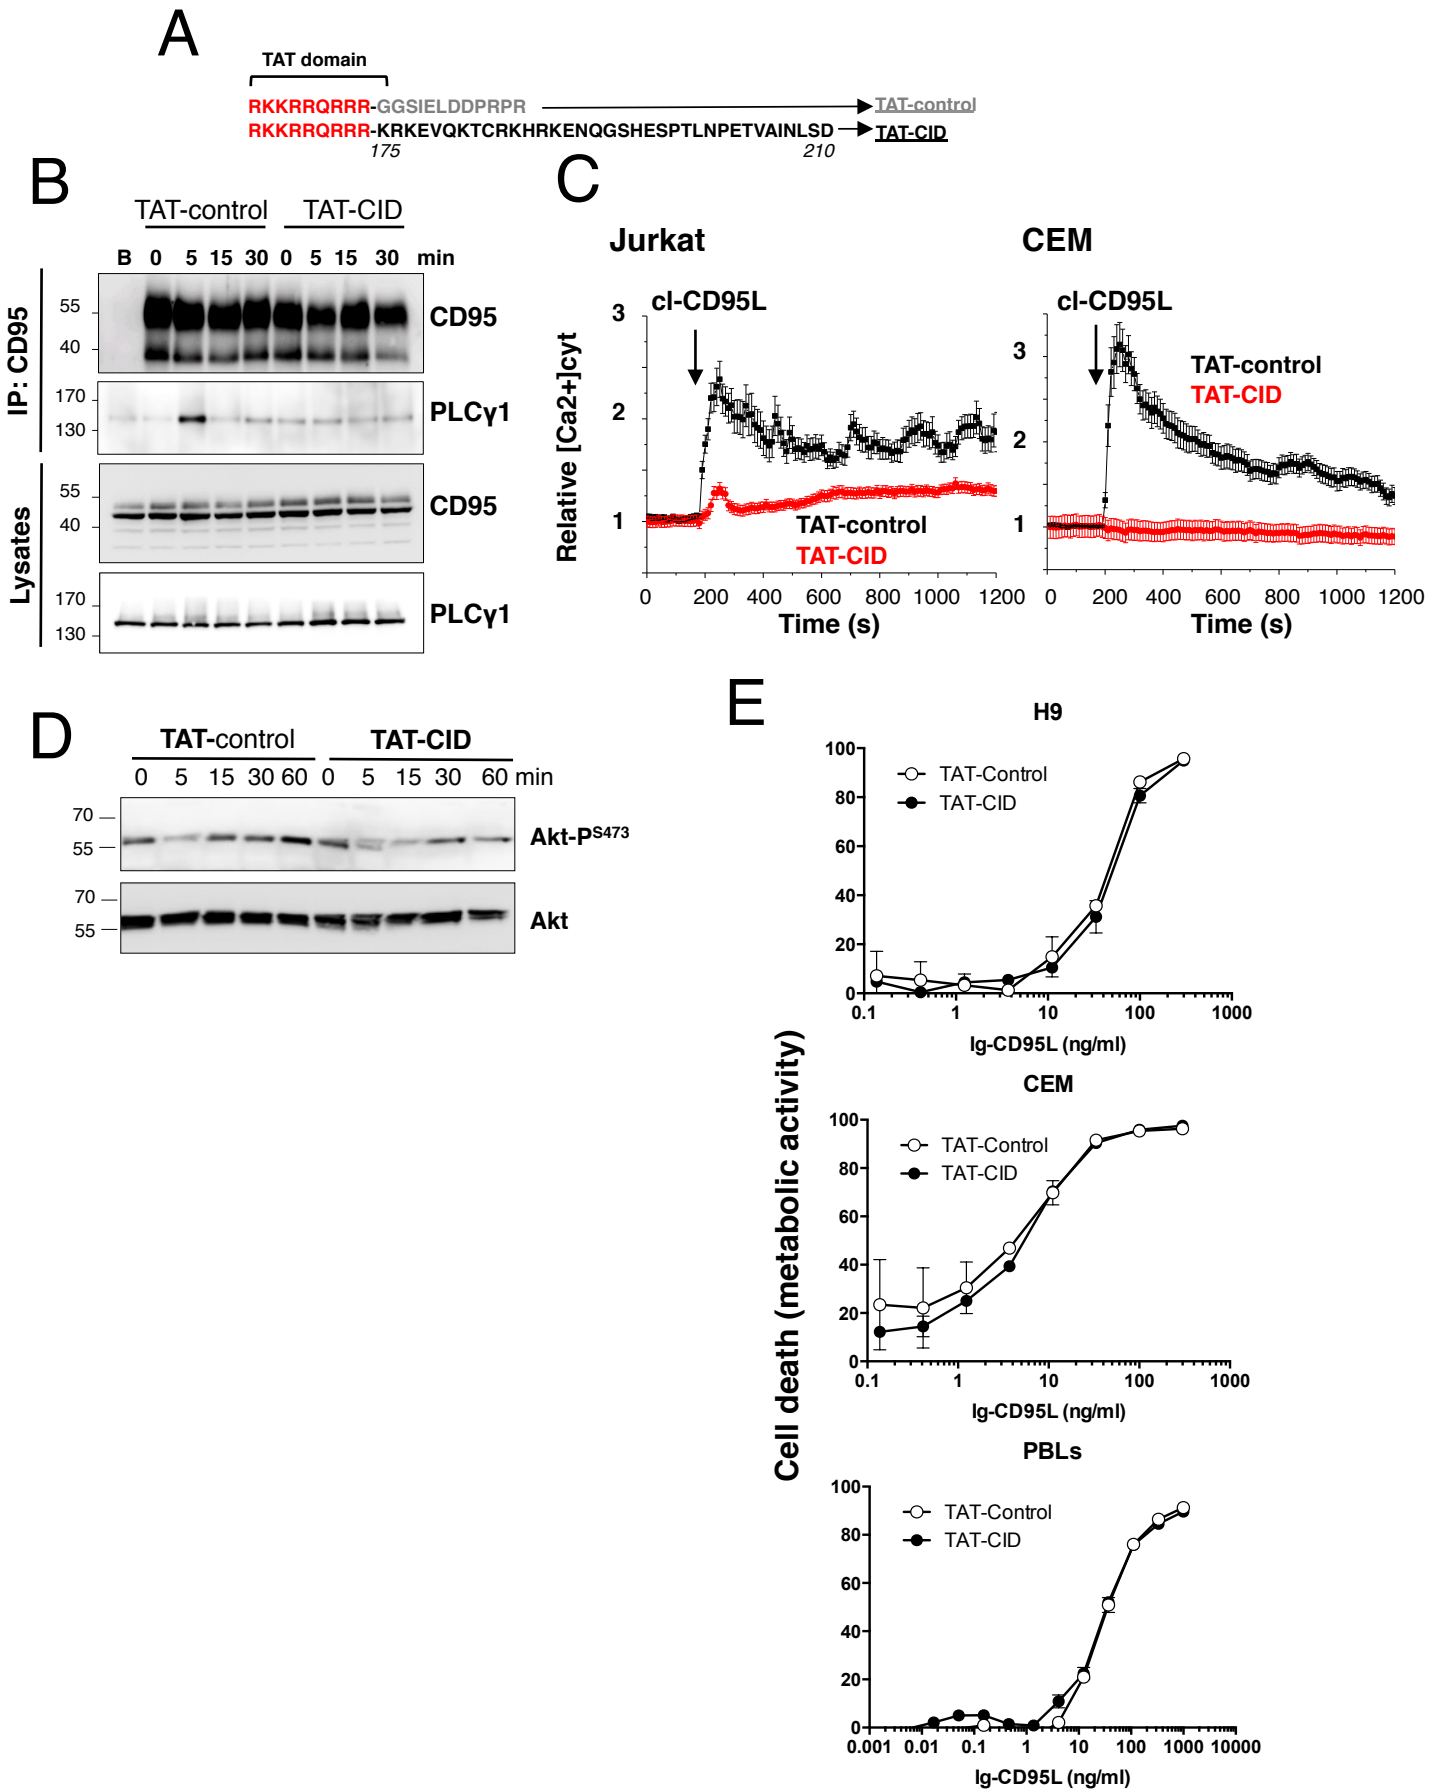 A
TAT domain
RKKRRQRRR-GGSIELDDPRPR TAT-control
RKKRRQRRR-KRKEVQKTCRKHRKENQGSHESPTLNPETVAINLSD TAT-CID
175 210
B
TAT-control TAT-CID
B 0 5 15 30 0 5 15 30 min
IP: CD95
55
40
CD95
170
130
PLCγ1
Lysates
55
40
CD95
170
130
PLCγ1
C
Jurkat
cl-CD95L
Relative [Ca2+]cyt
3
2
1
TAT-control
TAT-CID
0 200 400 600 800 1000 1200
Time (s)
CEM
cl-CD95L
3
2
1
TAT-control
TAT-CID
0 200 400 600 800 1000 1200
Time (s)
D
TAT-control TAT-CID
0 5 15 30 60 0 5 15 30 60 min
70
55
Akt-PS473
70
55
Akt
E
Cell death (metabolic activity)
H9
TAT-Control
TAT-CID
100
80
60
40
20
0
0.1 1 10 100 1000
Ig-CD95L (ng/ml)
CEM
TAT-Control
TAT-CID
100
80
60
40
20
0
0.1 1 10 100 1000
Ig-CD95L (ng/ml)
PBLs
TAT-Control
TAT-CID
100
80
60
40
20
0
0.001 0.01 0.1 1 10 100 1000 10000
Ig-CD95L (ng/ml)